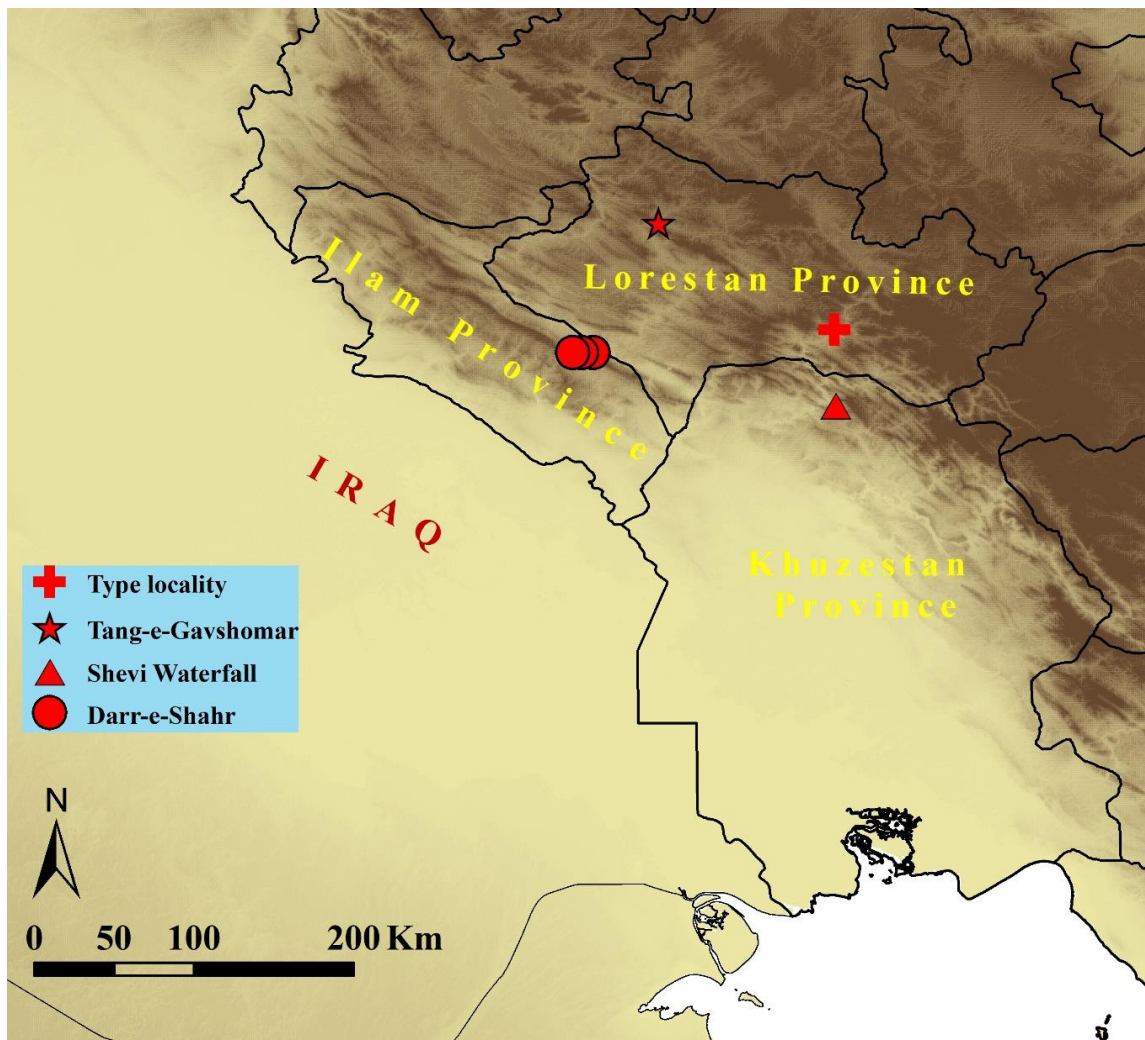 Ilam Province
Lorestan Province
IRAQ
Khuzestan
Province
Type locality
Tang-e-Gavshomar
Shevi Waterfall
Darr-e-Shahr
N
0 50 100 200 Km